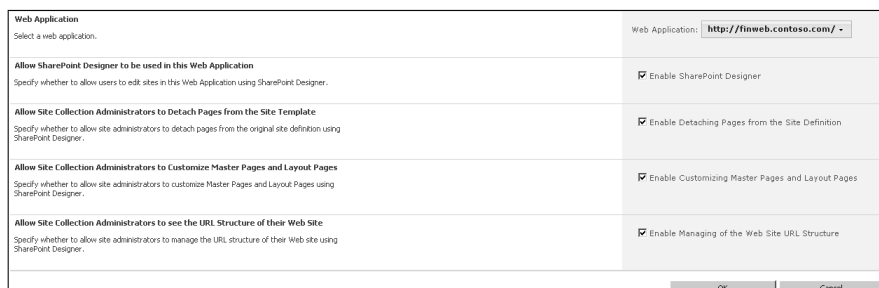 Web Application
Select a web application.
Web Application: http://finweb.contoso.com/
Allow SharePoint Designer to be used in this Web Application
Specify whether to allow users to edit sites in this Web Application using SharePoint Designer.
Enable SharePoint Designer
Allow Site Collection Administrators to Detach Pages from the Site Template
Specify whether to allow site administrators to detach pages from the original site definition using
SharePoint Designer.
Enable Detaching Pages from the Site Definition
Allow Site Collection Administrators to Customize Master Pages and Layout Pages
Specify whether to allow site administrators to customize Master Pages and Layout Pages using
SharePoint Designer.
Enable Customizing Master Pages and Layout Pages
Allow Site Collection Administrators to see the URL Structure of their Web Site
Specify whether to allow site administrators to manage the URL structure of their Web site using
SharePoint Designer.
Enable Managing of the Web Site URL Structure
OK Cancel